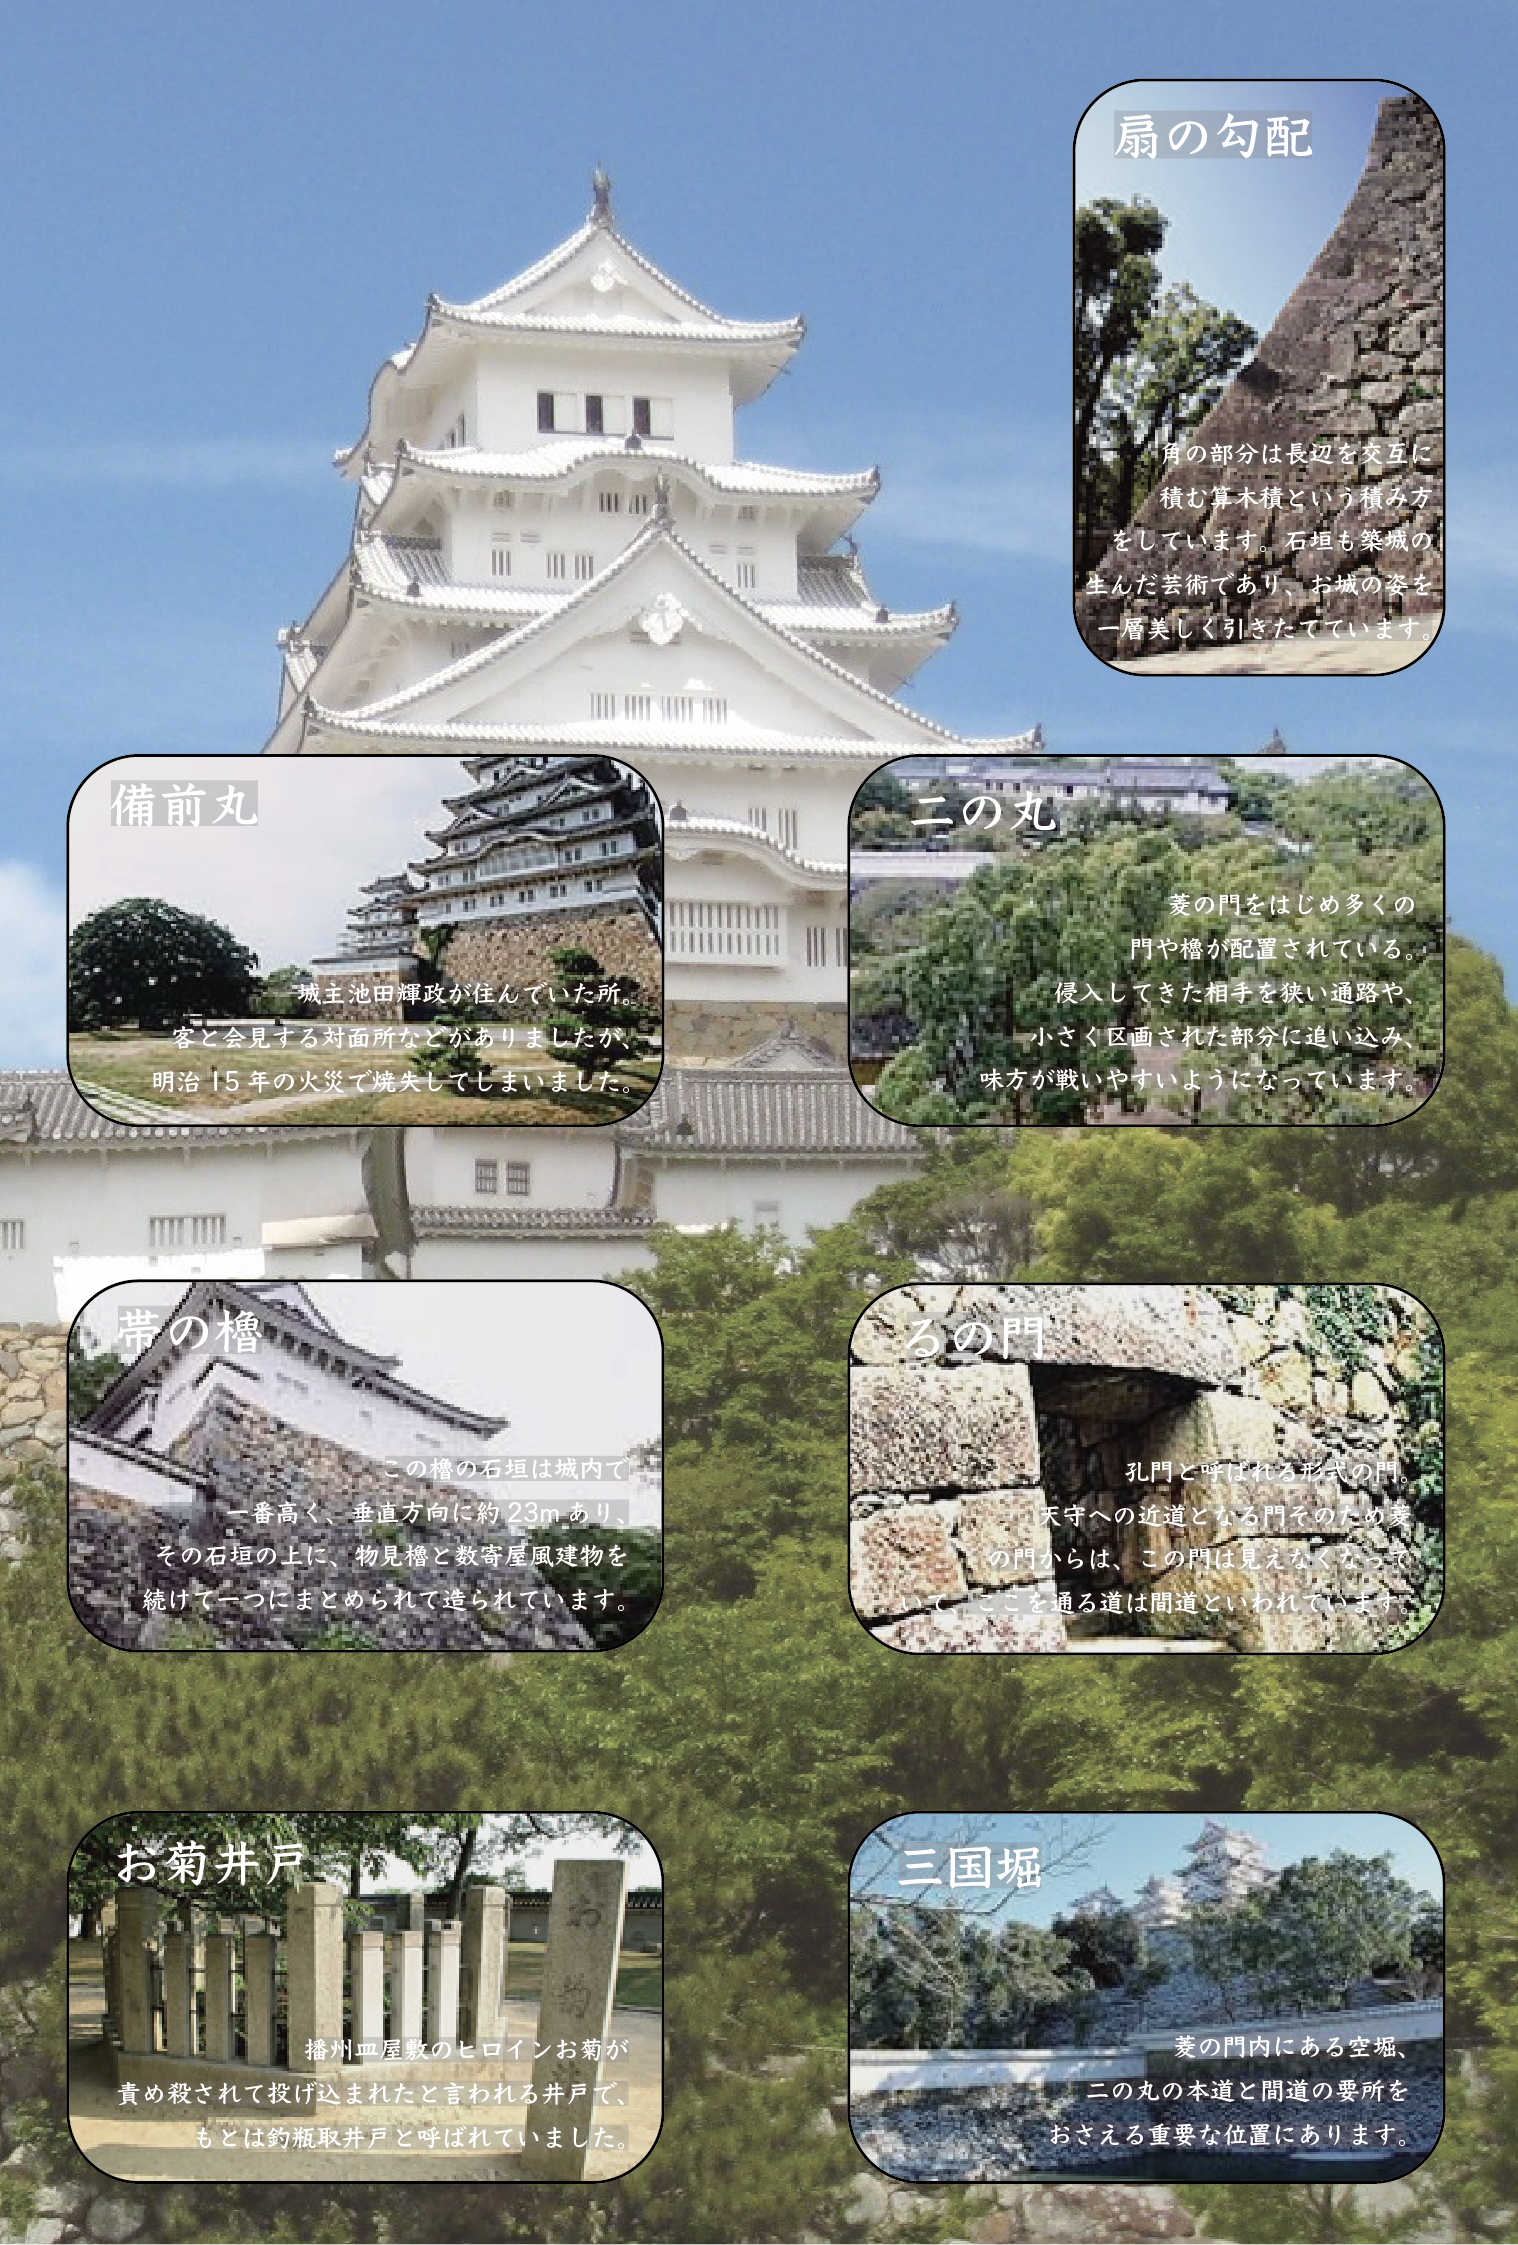 扇の勾配
角の部分は長辺を交互に
積む算木積という積み方
をしています。石垣も築城の
生んだ芸術であり、お城の姿を
一層美しく引きたてています。
備前丸
城主池田輝政が住んでいた所。
客と会見する対面所などがありましたが、
明治 15 年の火災で焼失してしまいました。
二の丸
菱の門をはじめ多くの
門や櫓が配置されている。
侵入してきた相手を狭い通路や、
小さく区画された部分に追い込み、
味方が戦いやすいようになっています。
帯の櫓
この櫓の石垣は城内で
一番高く、垂直方向に約 23m あり、
その石垣の上に、物見櫓と数寄屋風建物を
続けて一つにまとめられて造られています。
るの門
孔門と呼ばれる形式の門。
天守への近道となる門そのため菱
の門からは、この門は見えなくなって
いて、ここを通る道は間道といわれています。
お菊井戸
お菊
播州皿屋敷のヒロインお菊が
責め殺されて投げ込まれたと言われる井戸で、
もとは釣瓶取井戸と呼ばれていました。
三国堀
菱の門内にある空堀、
二の丸の本道と間道の要所を
おさえる重要な位置にあります。